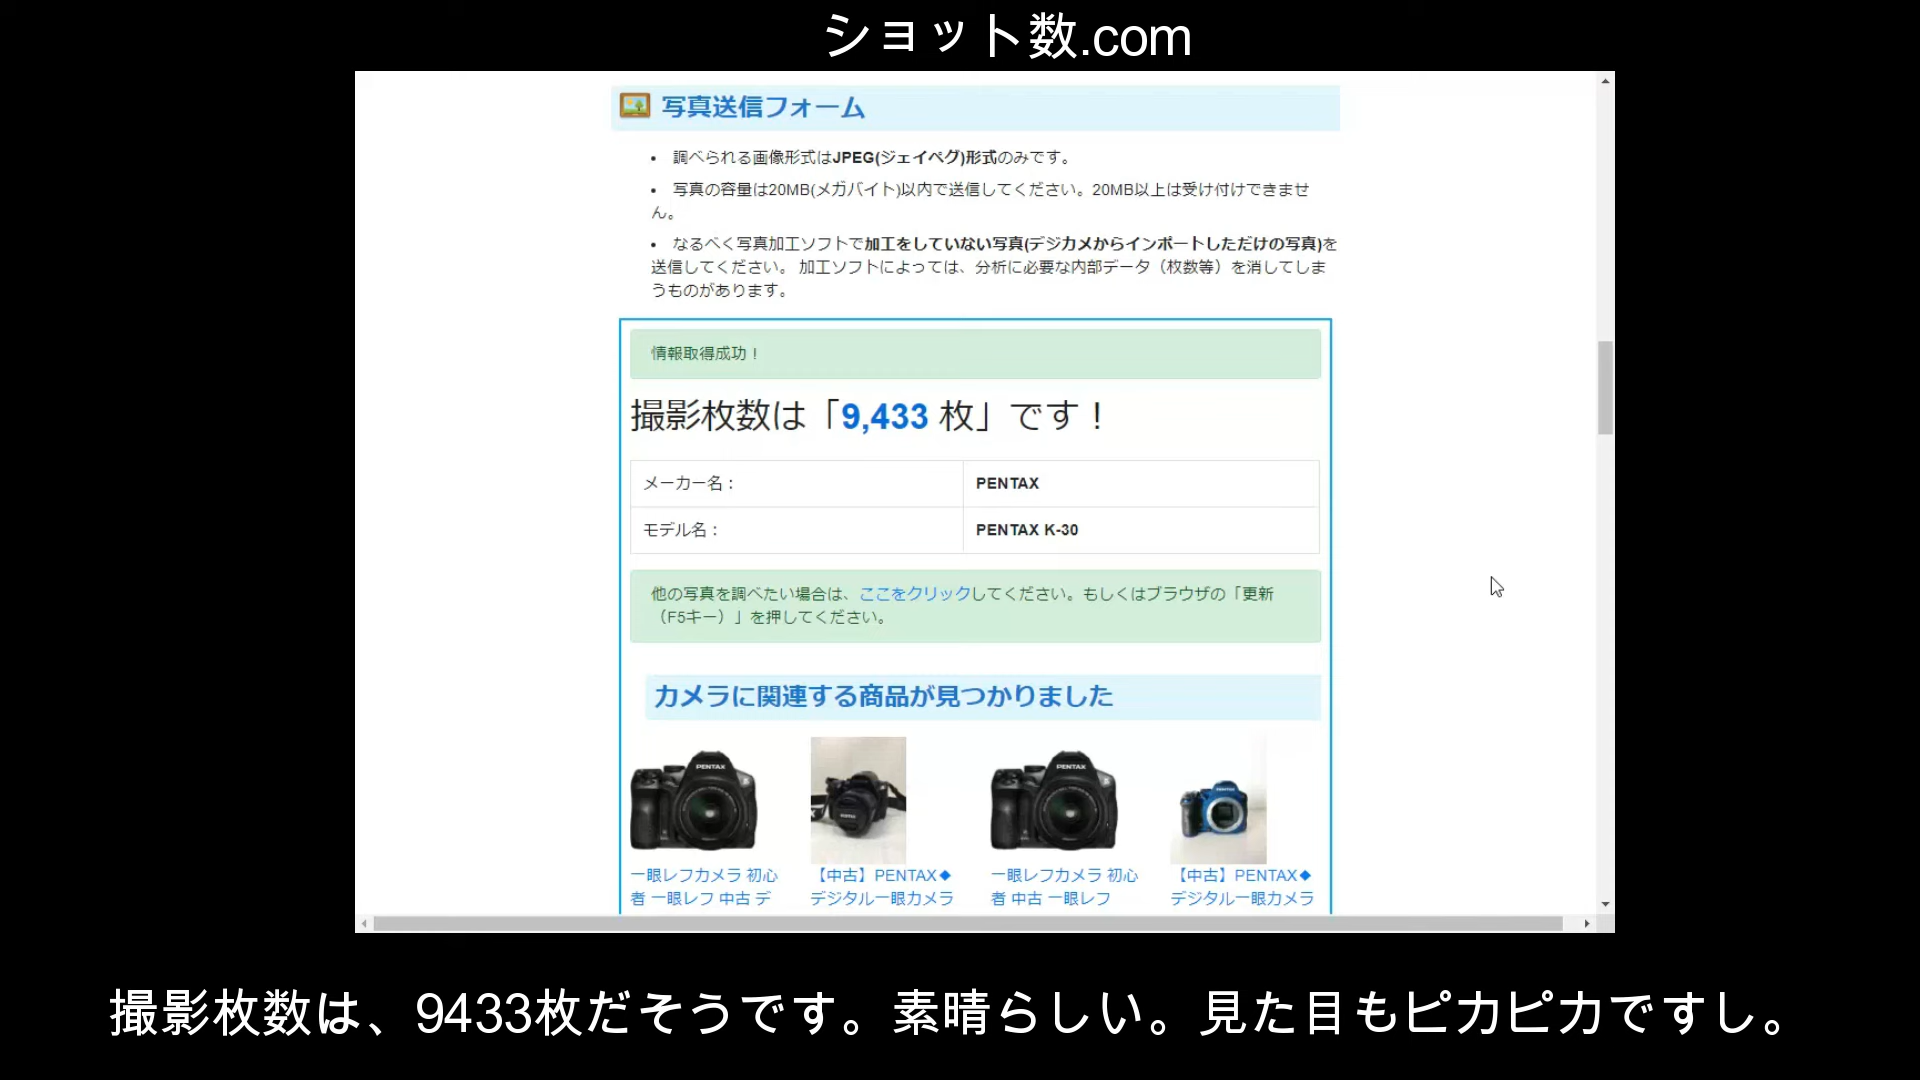 ショット数.com
写真送信フォーム
• 調べられる画像形式はJPEG(ジェイペグ)形式のみです。
• 写真の容量は20MB(メガバイト)以内で送信してください。20MB以上は受け付けできませ
ん。
• なるべく写真加工ソフトで加工をしていない写真(デジカメからインポートしただけの写真)を
送信してください。 加工ソフトによっては、分析に必要な内部データ（枚数等）を消してしま
うものがあります。
情報取得成功！
撮影枚数は「9,433 枚」です！
メーカー名： PENTAX
モデル名： PENTAX K-30
他の写真を調べたい場合は、ここをクリックしてください。もしくはブラウザの「更新
（F5キー）」を押してください。
カメラに関連する商品が見つかりました
PENTAX PENTAX
一眼レフカメラ 初心 【中古】PENTAX◆ 一眼レフカメラ 初心 【中古】PENTAX◆
者 一眼レフ 中古 デ デジタル一眼カメラ 者 中古 一眼レフ デジタル一眼カメラ
撮影枚数は、9433枚だそうです。素晴らしい。見た目もピカピカですし。